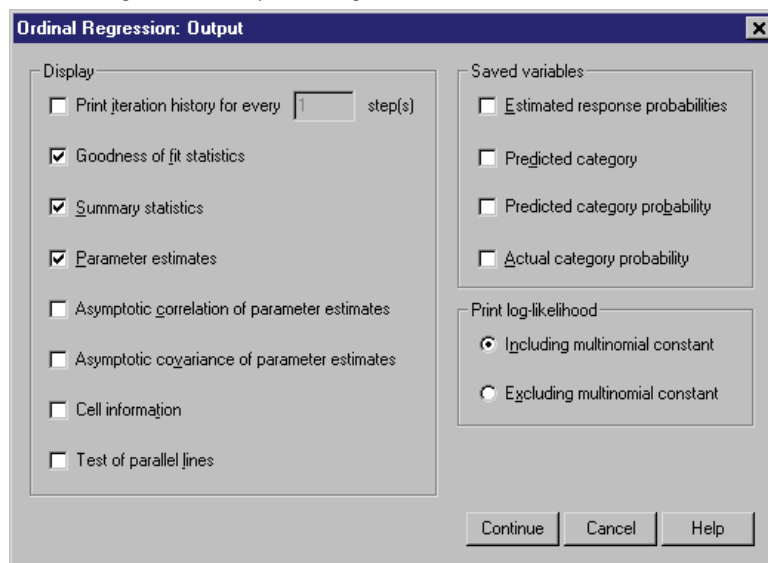 Ordinal Regression: Output
Display
Print iteration history for every 1 step(s)
Goodness of fit statistics
Summary statistics
Parameter estimates
Asymptotic correlation of parameter estimates
Asymptotic covariance of parameter estimates
Cell information
Test of parallel lines
Saved variables
Estimated response probabilities
Predicted category
Predicted category probability
Actual category probability
Print log-likelihood
Including multinomial constant
Excluding multinomial constant
Continue Cancel Help